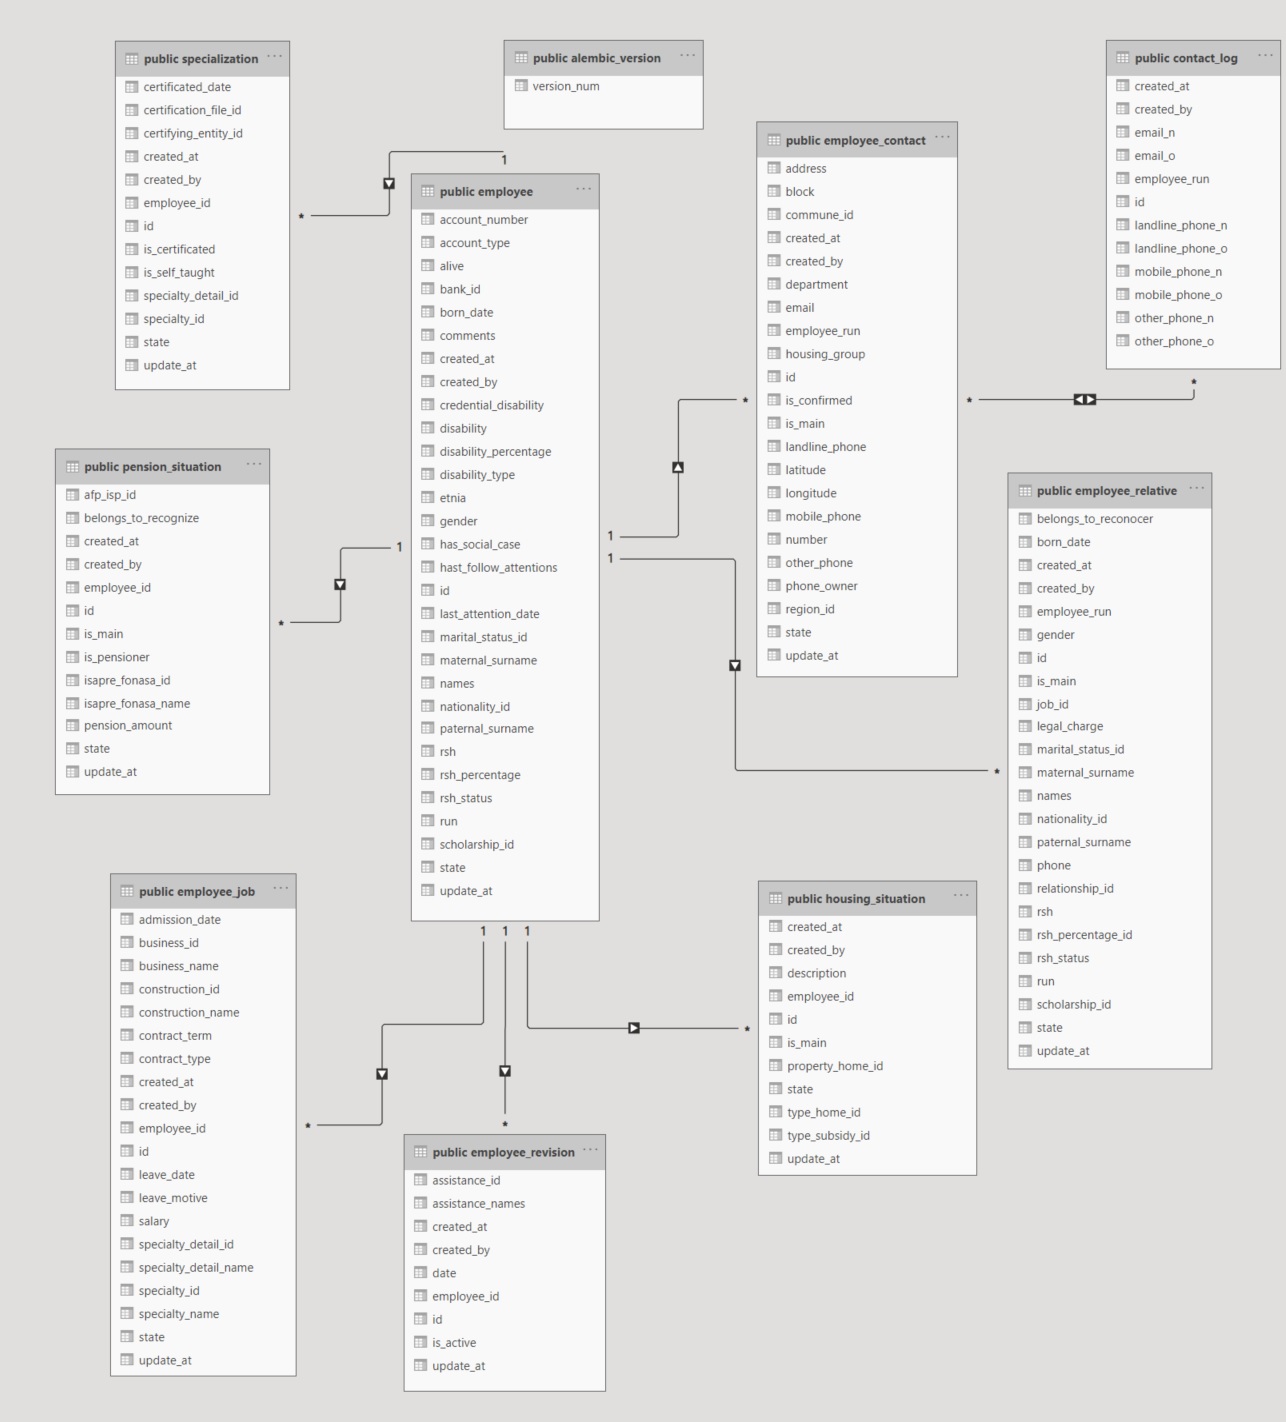 public specialization
certificated_date
certification_file_id
certifying_entity_id
created_at
created_by
employee_id
id
is_certificated
is_self_taught
specialty_detail_id
specialty_id
state
update_at
public alembic_version
version_num
public employee
account_number
account_type
alive
bank_id
born_date
comments
created_at
created_by
credential_disability
disability
disability_percentage
disability_type
etnia
gender
has_social_case
hast_follow_attentions
id
last_attention_date
marital_status_id
maternal_surname
names
nationality_id
paternal_surname
rsh
rsh_percentage
rsh_status
run
scholarship_id
state
update_at
public employee_contact
address
block
commune_id
created_at
created_by
department
email
employee_run
housing_group
id
is_confirmed
is_main
landline_phone
latitude
longitude
mobile_phone
number
other_phone
phone_owner
region_id
state
update_at
public contact_log
created_at
created_by
email_n
email_o
employee_run
id
landline_phone_n
landline_phone_o
mobile_phone_n
mobile_phone_o
other_phone_n
other_phone_o
public pension_situation
afp_isp_id
belongs_to_recognize
created_at
created_by
employee_id
id
is_main
is_pensioner
isapre_fonasa_id
isapre_fonasa_name
pension_amount
state
update_at
public employee_relative
belongs_to_reconocer
born_date
created_at
created_by
employee_run
gender
id
is_main
job_id
legal_charge
marital_status_id
maternal_surname
names
nationality_id
paternal_surname
phone
relationship_id
rsh
rsh_percentage_id
rsh_status
run
scholarship_id
state
update_at
public employee_job
admission_date
business_id
business_name
construction_id
construction_name
contract_term
contract_type
created_at
created_by
employee_id
id
leave_date
leave_motive
salary
specialty_detail_id
specialty_detail_name
specialty_id
specialty_name
state
update_at
public employee_revision
assistance_id
assistance_names
created_at
created_by
date
employee_id
id
is_active
update_at
public housing_situation
created_at
created_by
description
employee_id
id
is_main
property_home_id
state
type_home_id
type_subsidy_id
update_at
1
*
1
*
1
*
1
*
*
*
1 1 1
*
*
*